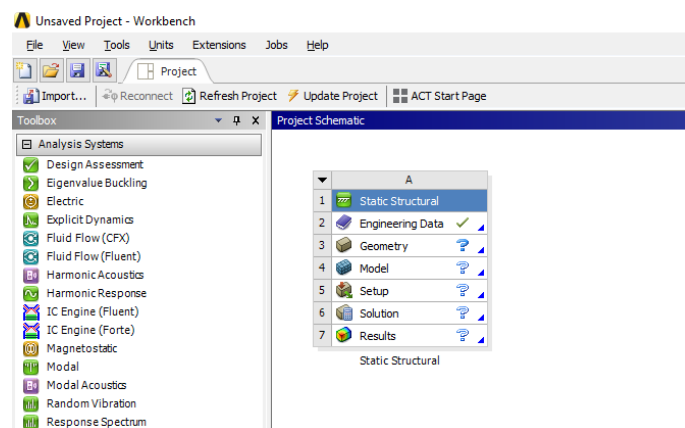 Unsaved Project - Workbench
File View Tools Units Extensions Jobs Help
Project
Import... Reconnect Refresh Project Update Project ACT Start Page
Toolbox
Project Schematic
Analysis Systems
Design Assessment
Eigenvalue Buckling
Electric
Explicit Dynamics
Fluid Flow (CFX)
Fluid Flow (Fluent)
Harmonic Acoustics
Harmonic Response
IC Engine (Fluent)
IC Engine (Forte)
Magnetostatic
Modal
Modal Acoustics
Random Vibration
Response Spectrum
A
1 Static Structural
2 Engineering Data
3 Geometry ?
4 Model ?
5 Setup ?
6 Solution ?
7 Results ?
Static Structural